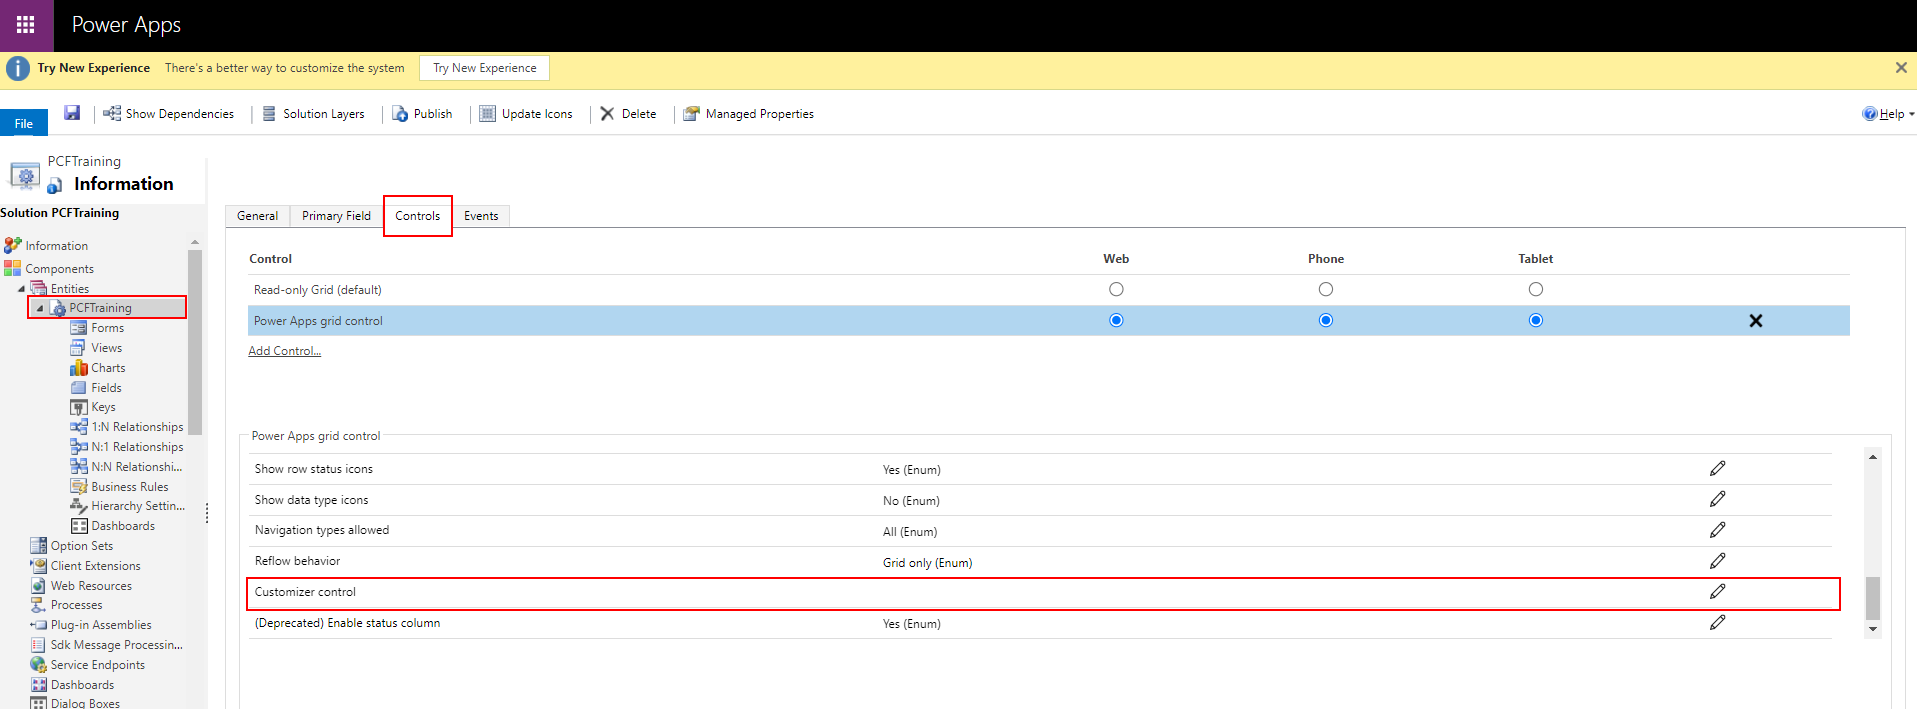 Power Apps
Try New Experience There's a better way to customize the system Try New Experience
File Show Dependencies Solution Layers Publish Update Icons Delete Managed Properties Help
PCFTraining
Information
Solution PCFTraining
Information
Components
Entities
PCFTraining
Forms
Views
Charts
Fields
Keys
1:N Relationships
N:1 Relationships
N:N Relationshi...
Business Rules
Hierarchy Settin...
Dashboards
Option Sets
Client Extensions
Web Resources
Processes
Plug-in Assemblies
Sdk Message Processin...
Service Endpoints
Dashboards
Dialog Boxes
General Primary Field Controls Events
Control Web Phone Tablet
Read-only Grid (default)
Power Apps grid control
Add Control...
Power Apps grid control
Show row status icons Yes (Enum)
Show data type icons No (Enum)
Navigation types allowed All (Enum)
Reflow behavior Grid only (Enum)
Customizer control
(Deprecated) Enable status column Yes (Enum)